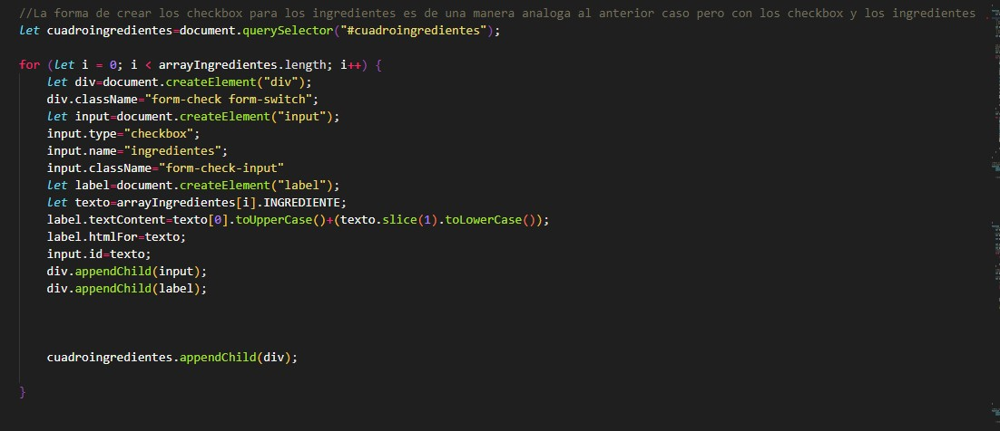 //La forma de crear los checkbox para los ingredientes es de una manera analoga al anterior caso pero con los checkbox y los ingredientes
let cuadroingredientes=document.querySelector("#cuadroingredientes");
for (let i = 0; i < arrayIngredientes.length; i++) {
let div=document.createElement("div");
div.className="form-check form-switch";
let input=document.createElement("input");
input.type="checkbox";
input.name="ingredientes";
input.className="form-check-input"
let label=document.createElement("label");
let texto=arrayIngredientes[i].INGREDIENTE;
label.textContent=texto[0].toUpperCase()+(texto.slice(1).toLowerCase());
label.htmlFor=texto;
input.id=texto;
div.appendChild(input);
div.appendChild(label);
cuadroingredientes.appendChild(div);
}